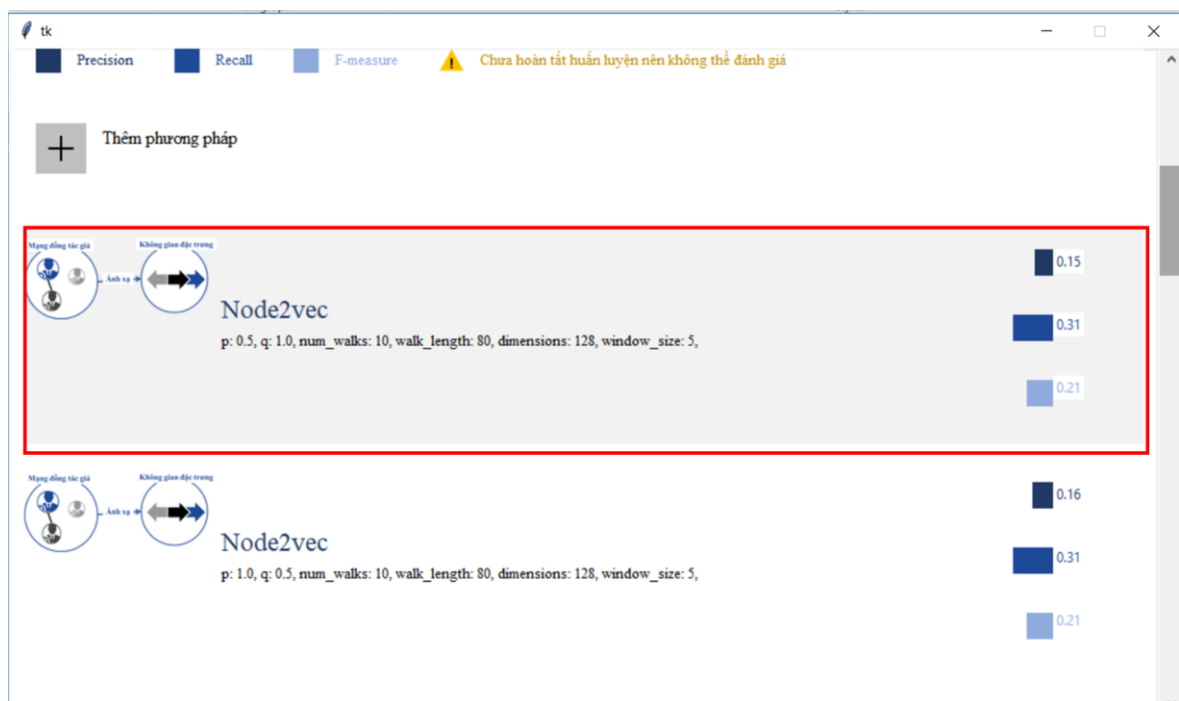 tk
Precision Recall F-measure Chưa hoàn tất huấn luyện nên không thể đánh giá
Thêm phương pháp
Mạng đồng tác giả Không gian đặc trưng
Ánh xạ
0.15
Node2vec
0.31
p: 0.5, q: 1.0, num_walks: 10, walk_length: 80, dimensions: 128, window_size: 5,
0.21
Mạng đồng tác giả Không gian đặc trưng
Ánh xạ
0.16
Node2vec
0.31
p: 1.0, q: 0.5, num_walks: 10, walk_length: 80, dimensions: 128, window_size: 5,
0.21